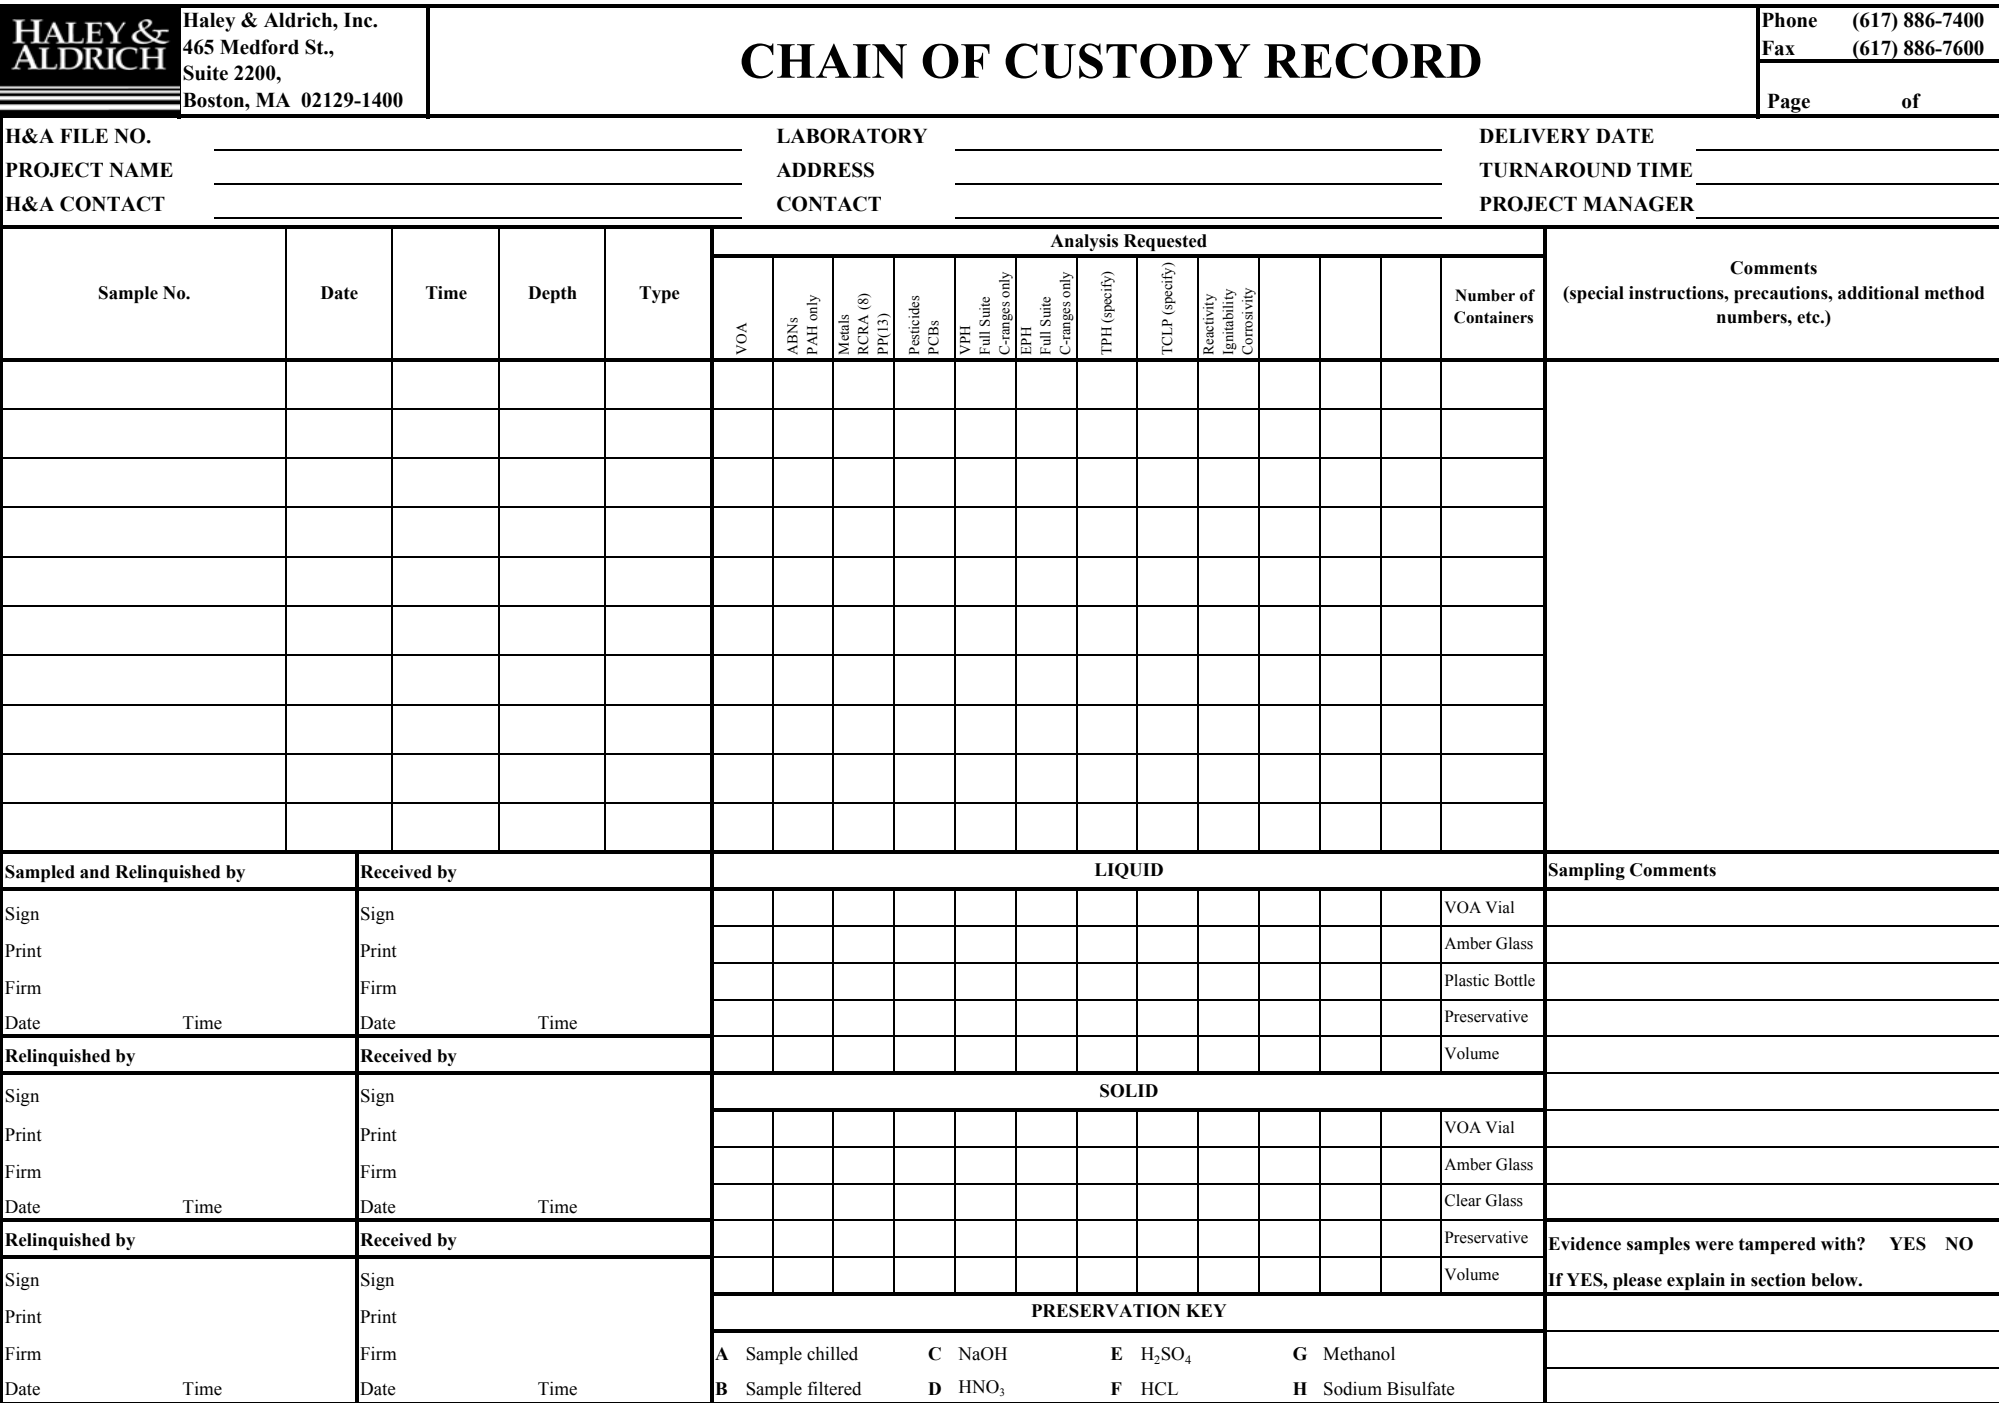 HALEY &
ALDRICH
Haley & Aldrich, Inc.
465 Medford St.,
Suite 2200,
Boston, MA 02129-1400
CHAIN OF CUSTODY RECORD
Phone (617) 886-7400
Fax (617) 886-7600
Page of
H&A FILE NO. LABORATORY DELIVERY DATE
PROJECT NAME ADDRESS TURNAROUND TIME
H&A CONTACT CONTACT PROJECT MANAGER
Sample No. Date Time Depth Type
Analysis Requested
VOA
ABNs
PAH only
Metals
RCRA (8)
PP(13)
Pesticides
PCBs
VPH
Full Suite
C-ranges only
EPH
Full Suite
C-ranges only
TPH (specify)
TCLP (specify)
Reactivity
Ignitability
Corrosivity
Number of
Containers
Comments
(special instructions, precautions, additional method
numbers, etc.)
Sampled and Relinquished by Received by
Sign Sign
Print Print
Firm Firm
Date Time Date Time
Relinquished by Received by
Sign Sign
Print Print
Firm Firm
Date Time Date Time
Relinquished by Received by
Sign Sign
Print Print
Firm Firm
Date Time Date Time
LIQUID
VOA Vial
Amber Glass
Plastic Bottle
Preservative
Volume
SOLID
VOA Vial
Amber Glass
Clear Glass
Preservative
Volume
PRESERVATION KEY
A Sample chilled C NaOH E H₂SO₄ G Methanol
B Sample filtered D HNO₃ F HCL H Sodium Bisulfate
Sampling Comments
Evidence samples were tampered with? YES NO
If YES, please explain in section below.